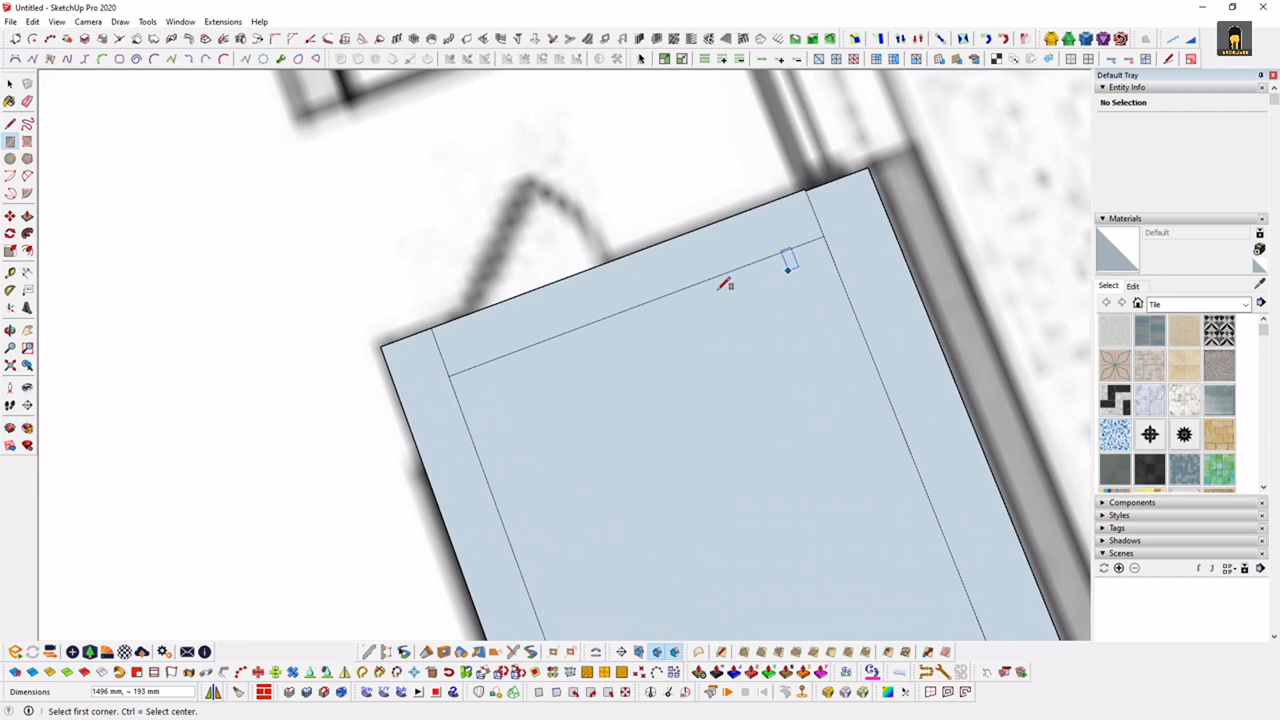 Untitled - SketchUp Pro 2020
File Edit View Camera Draw Tools Window Extensions Help
Default Tray
Entity Info
No Selection
Materials
Default
Select Edit
Tile
Components
Styles
Tags
Shadows
Scenes
Dimensions 1496 mm, ~ 193 mm
Select first corner. Ctrl = Select center.